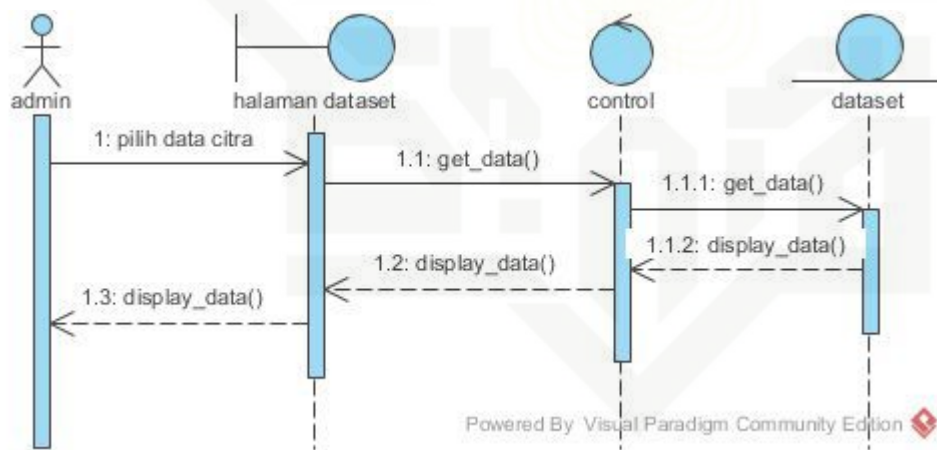 admin
halaman dataset
control
dataset
1: pilih data citra
1.1: get_data()
1.1.1: get_data()
1.1.2: display_data()
1.2: display_data()
1.3: display_data()
Powered By Visual Paradigm Community Edition